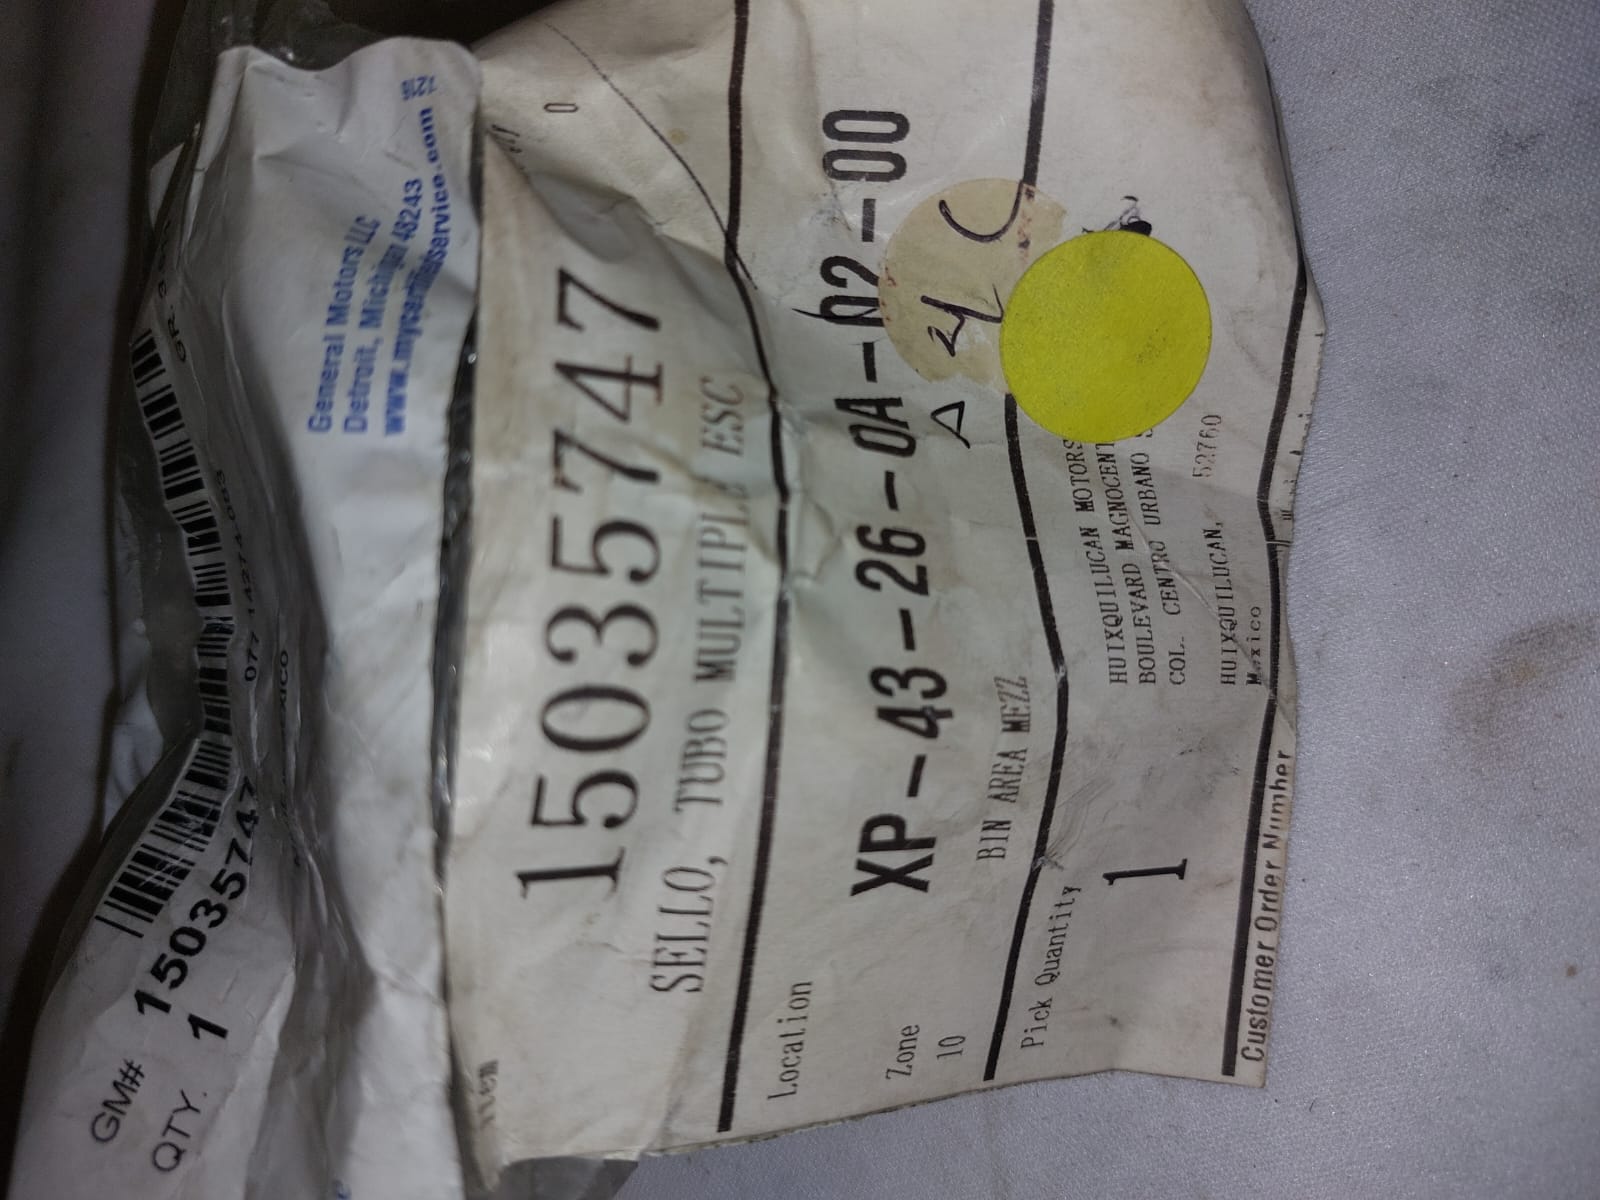 GM# 15035747
QTY. 1
General Motors LLC
Detroit, Michigan 48243
Item
0
15035747
SELLO, TUBO MULTIPLE ESC
Location
XP-43-26-0A-02-00
Zone
10
BIN AREA MEZZ
Pick Quantity
1
HUIXQUILUCAN MOTORS
BOULEVARD MAGNOCENT
COL. CENTRO URBANO
HUIXQUILUCAN, 52760
Mexico
Customer Order Number